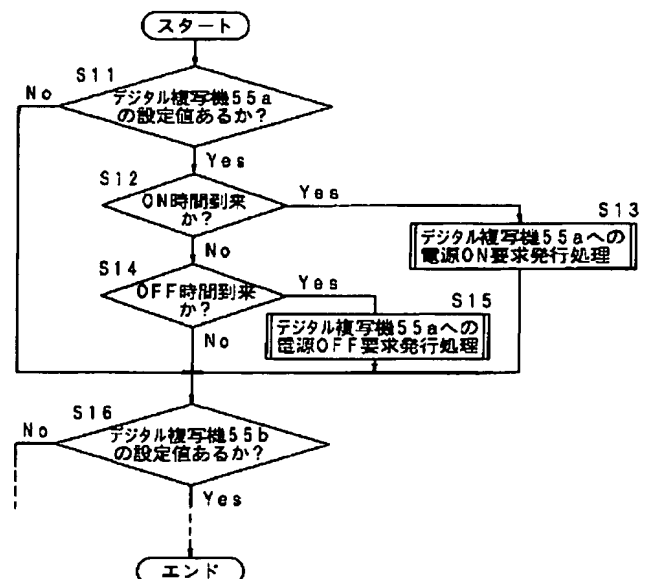 スタート
S11
No
デジタル複写機55a
の設定値あるか?
Yes
S12
ON時間到来
か?
Yes
S13
デジタル複写機55aへの
電源ON要求発行処理
No
S14
OFF時間到来
か?
Yes
S15
デジタル複写機55aへの
電源OFF要求発行処理
No
S16
No
デジタル複写機55b
の設定値あるか?
Yes
エンド